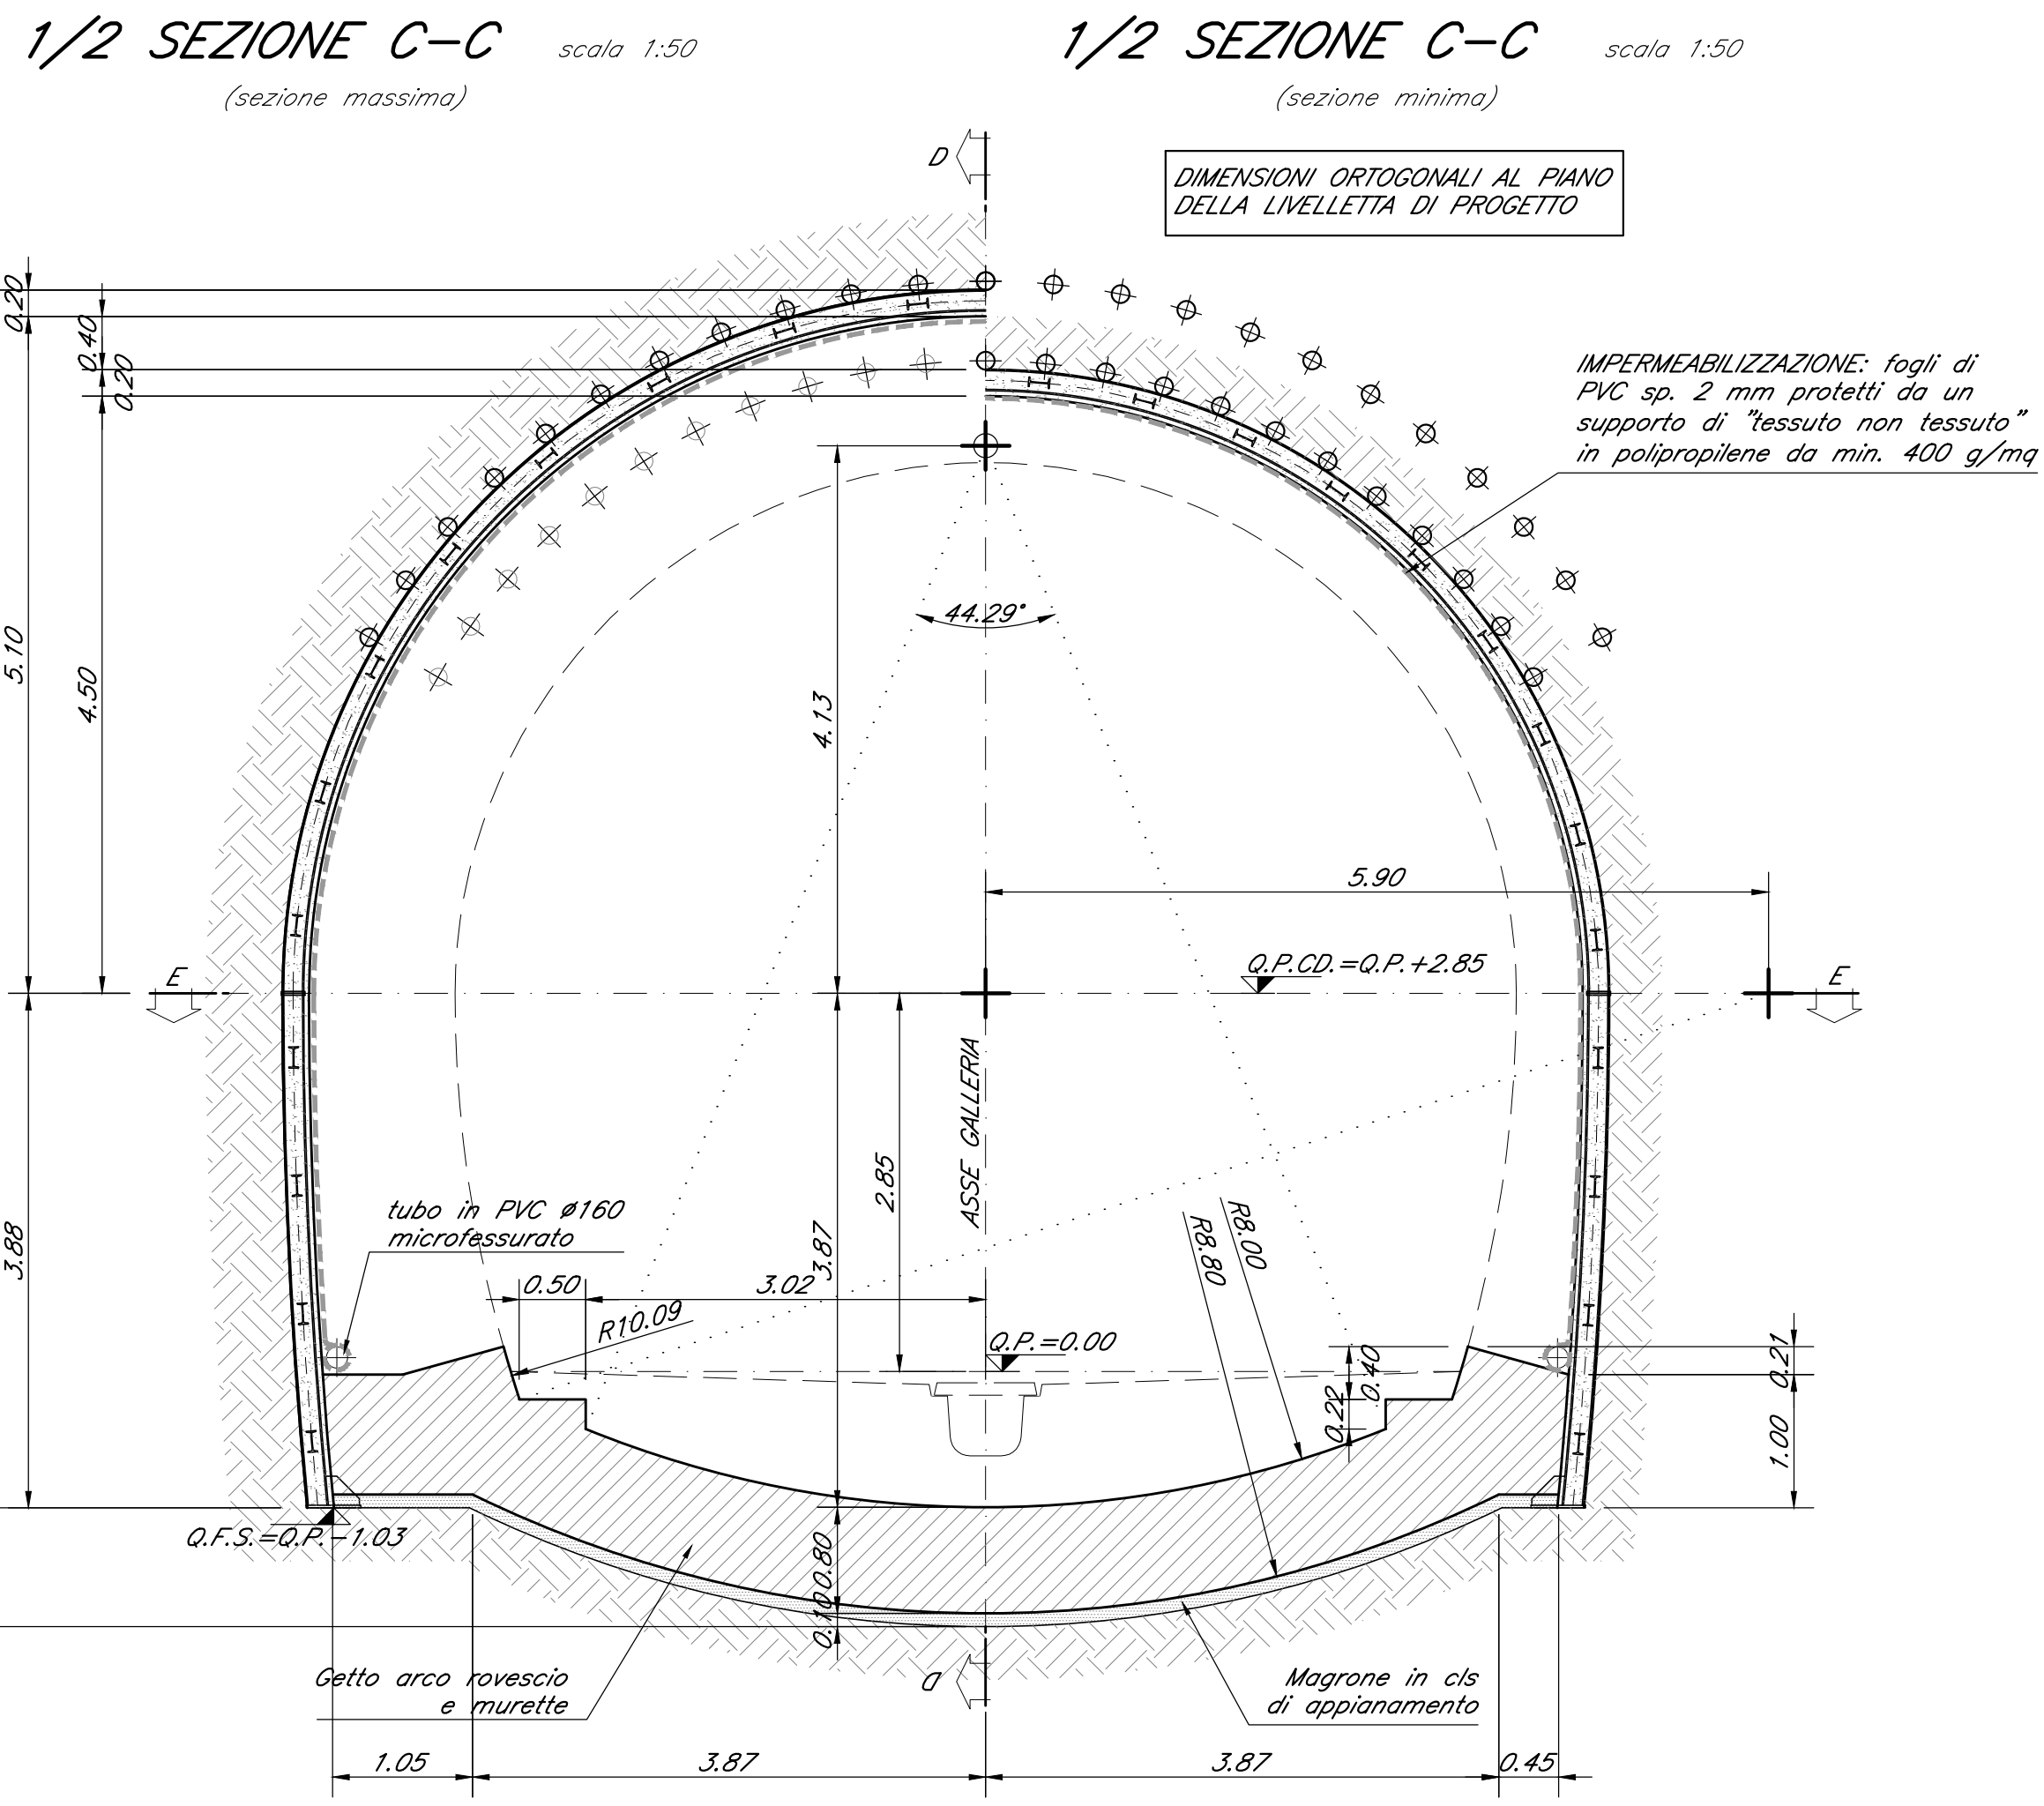 1/2 SEZIONE C-C scala 1:50
(sezione massima)
1/2 SEZIONE C-C scala 1:50
(sezione minima)
D
DIMENSIONI ORTOGONALI AL PIANO
DELLA LIVELLETTA DI PROGETTO
0.20
0.40
0.20
IMPERMEABILIZZAZIONE: fogli di
PVC sp. 2 mm protetti da un
supporto di "tessuto non tessuto"
in polipropilene da min. 400 g/mq
44.29°
5.10
4.50
4.13
5.90
Q.P.CD.=Q.P.+2.85
E
E
ASSE GALLERIA
2.85
3.87
3.88
tubo in PVC ø160
microfessurato
R8.00
R8.80
0.50
3.02
R10.09
Q.P.=0.00
0.40
0.22
0.21
1.00
Q.F.S.=Q.P.-1.03
0.80
0.10
Getto arco rovescio
e murette
D
Magrone in cls
di appianamento
1.05
3.87
3.87
0.45